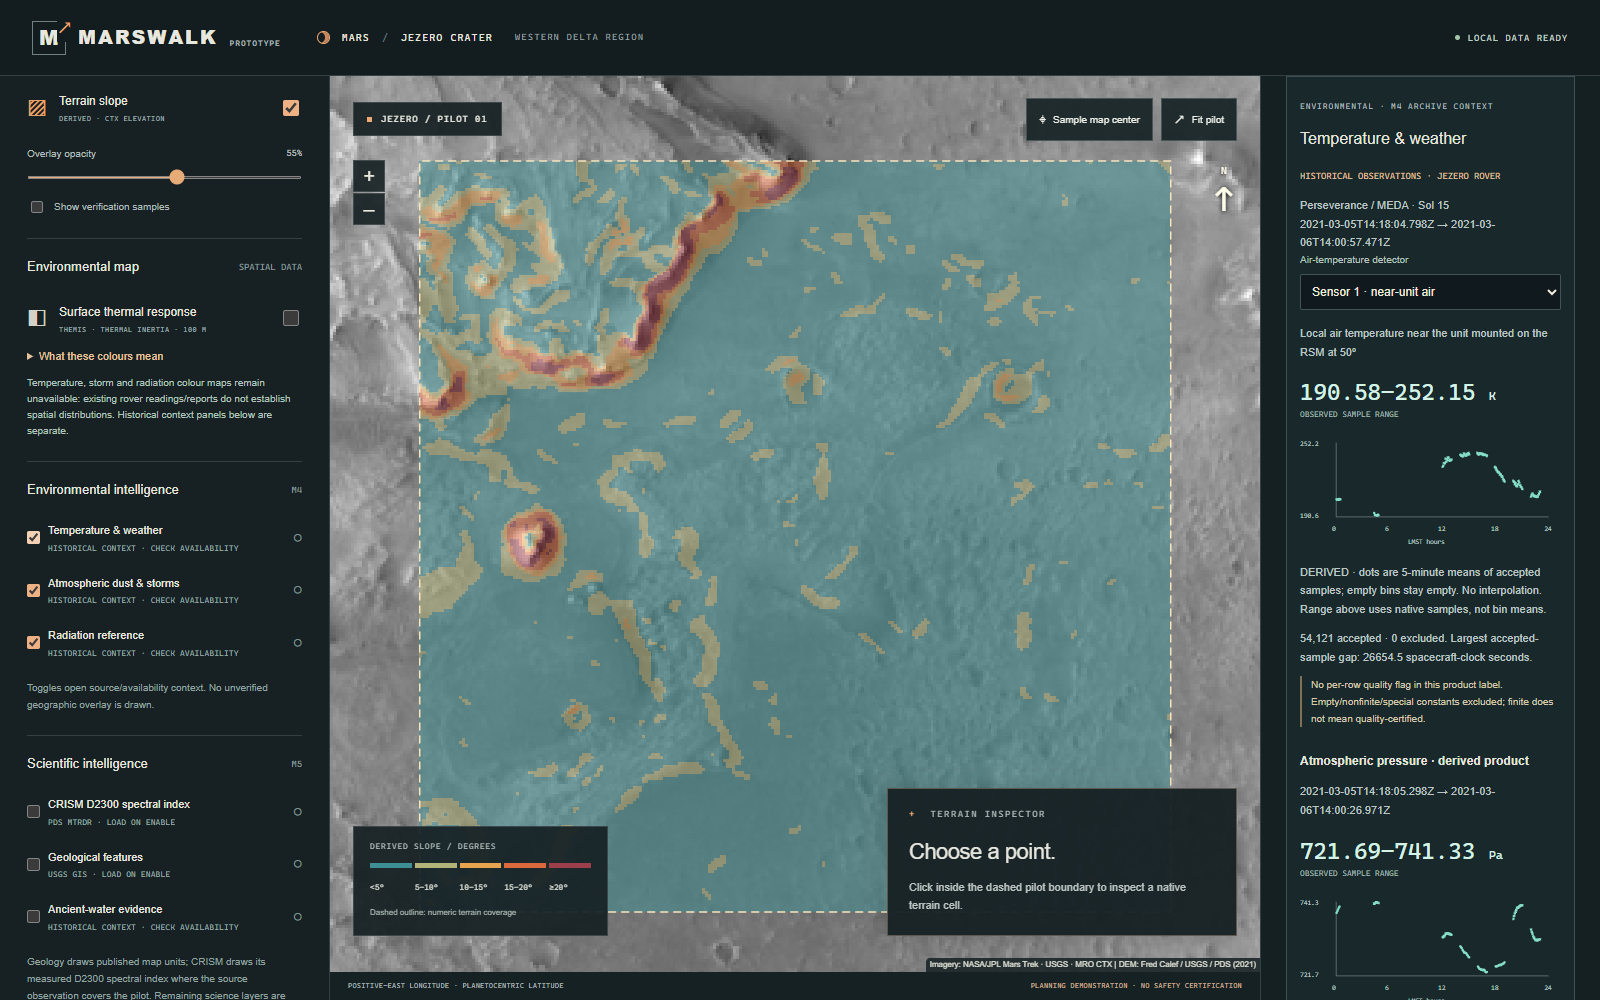 M
MARSWALK PROTOTYPE
MARS / JEZERO CRATER WESTERN DELTA REGION
LOCAL DATA READY
Terrain slope
DERIVED · CTX ELEVATION
Overlay opacity 55%
Show verification samples
Environmental map SPATIAL DATA
Surface thermal response
THEMIS · THERMAL INERTIA · 100 M
What these colours mean
Temperature, storm and radiation colour maps remain
unavailable: existing rover readings/reports do not establish
spatial distributions. Historical context panels below are
separate.
Environmental intelligence M4
Temperature & weather
HISTORICAL CONTEXT · CHECK AVAILABILITY
Atmospheric dust & storms
HISTORICAL CONTEXT · CHECK AVAILABILITY
Radiation reference
HISTORICAL CONTEXT · CHECK AVAILABILITY
Toggles open source/availability context. No unverified
geographic overlay is drawn.
Scientific intelligence M5
CRISM D2300 spectral index
PDS MTRDR · LOAD ON ENABLE
Geological features
USGS GIS · LOAD ON ENABLE
Ancient-water evidence
HISTORICAL CONTEXT · CHECK AVAILABILITY
Geology draws published map units; CRISM draws its
measured D2300 spectral index where the source
observation covers the pilot. Remaining science layers are
JEZERO / PILOT 01
Sample map center
Fit pilot
+
−
N
DERIVED SLOPE / DEGREES
<5° 5–10° 10–15° 15–20° ≥20°
Dashed outline: numeric terrain coverage
+ TERRAIN INSPECTOR
Choose a point.
Click inside the dashed pilot boundary to inspect a native
terrain cell.
Imagery: NASA/JPL Mars Trek · USGS · MRO CTX | DEM: Fred Calef / USGS / PDS (2021)
POSITIVE-EAST LONGITUDE · PLANETOCENTRIC LATITUDE
PLANNING DEMONSTRATION · NO SAFETY CERTIFICATION
ENVIRONMENTAL · M4 ARCHIVE CONTEXT
Temperature & weather
HISTORICAL OBSERVATIONS · JEZERO ROVER
Perseverance / MEDA · Sol 15
2021-03-05T14:18:04.798Z → 2021-03-
06T14:00:57.471Z
Air-temperature detector
Sensor 1 · near-unit air
Local air temperature near the unit mounted on the
RSM at 50°
190.58–252.15 K
OBSERVED SAMPLE RANGE
252.2
190.6
0 6 12 18 24
LMST hours
DERIVED · dots are 5-minute means of accepted
samples; empty bins stay empty. No interpolation.
Range above uses native samples, not bin means.
54,121 accepted · 0 excluded. Largest accepted-
sample gap: 26654.5 spacecraft-clock seconds.
No per-row quality flag in this product label.
Empty/nonfinite/special constants excluded; finite does
not mean quality-certified.
Atmospheric pressure · derived product
2021-03-05T14:18:05.298Z → 2021-03-
06T14:00:26.971Z
721.69–741.33 Pa
OBSERVED SAMPLE RANGE
741.3
721.7
0 6 12 18 24
LMST hours